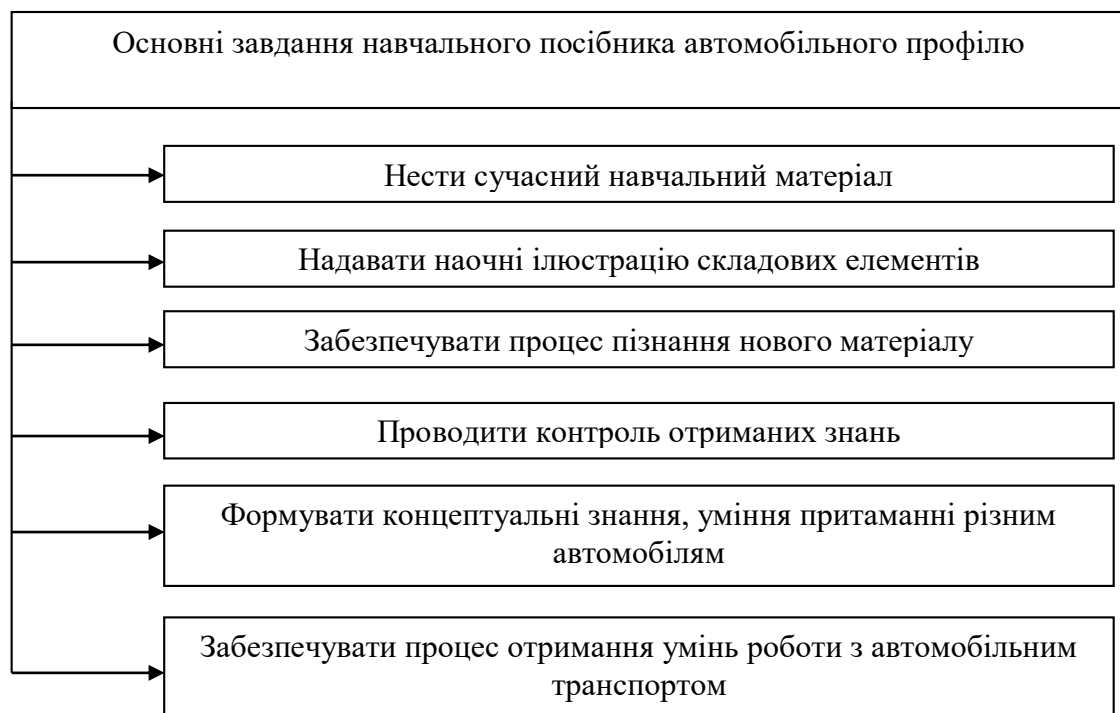 Основні завдання навчального посібника автомобільного профілю
Нести сучасний навчальний матеріал
Надавати наочні ілюстрацію складових елементів
Забезпечувати процес пізнання нового матеріалу
Проводити контроль отриманих знань
Формувати концептуальні знання, уміння притаманні різним
автомобілям
Забезпечувати процес отримання умінь роботи з автомобільним
транспортом